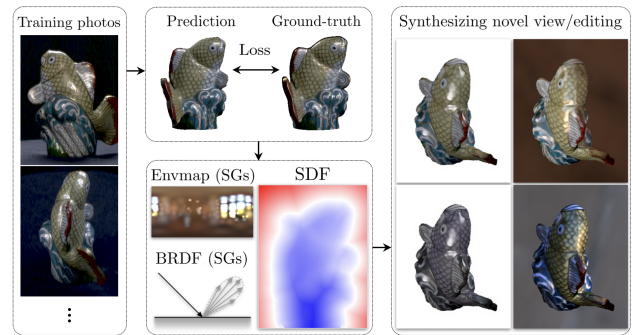 Training photos
Prediction
Ground-truth
Loss
Envmap (SGs)
SDF
BRDF (SGs)
Synthesizing novel view/editing